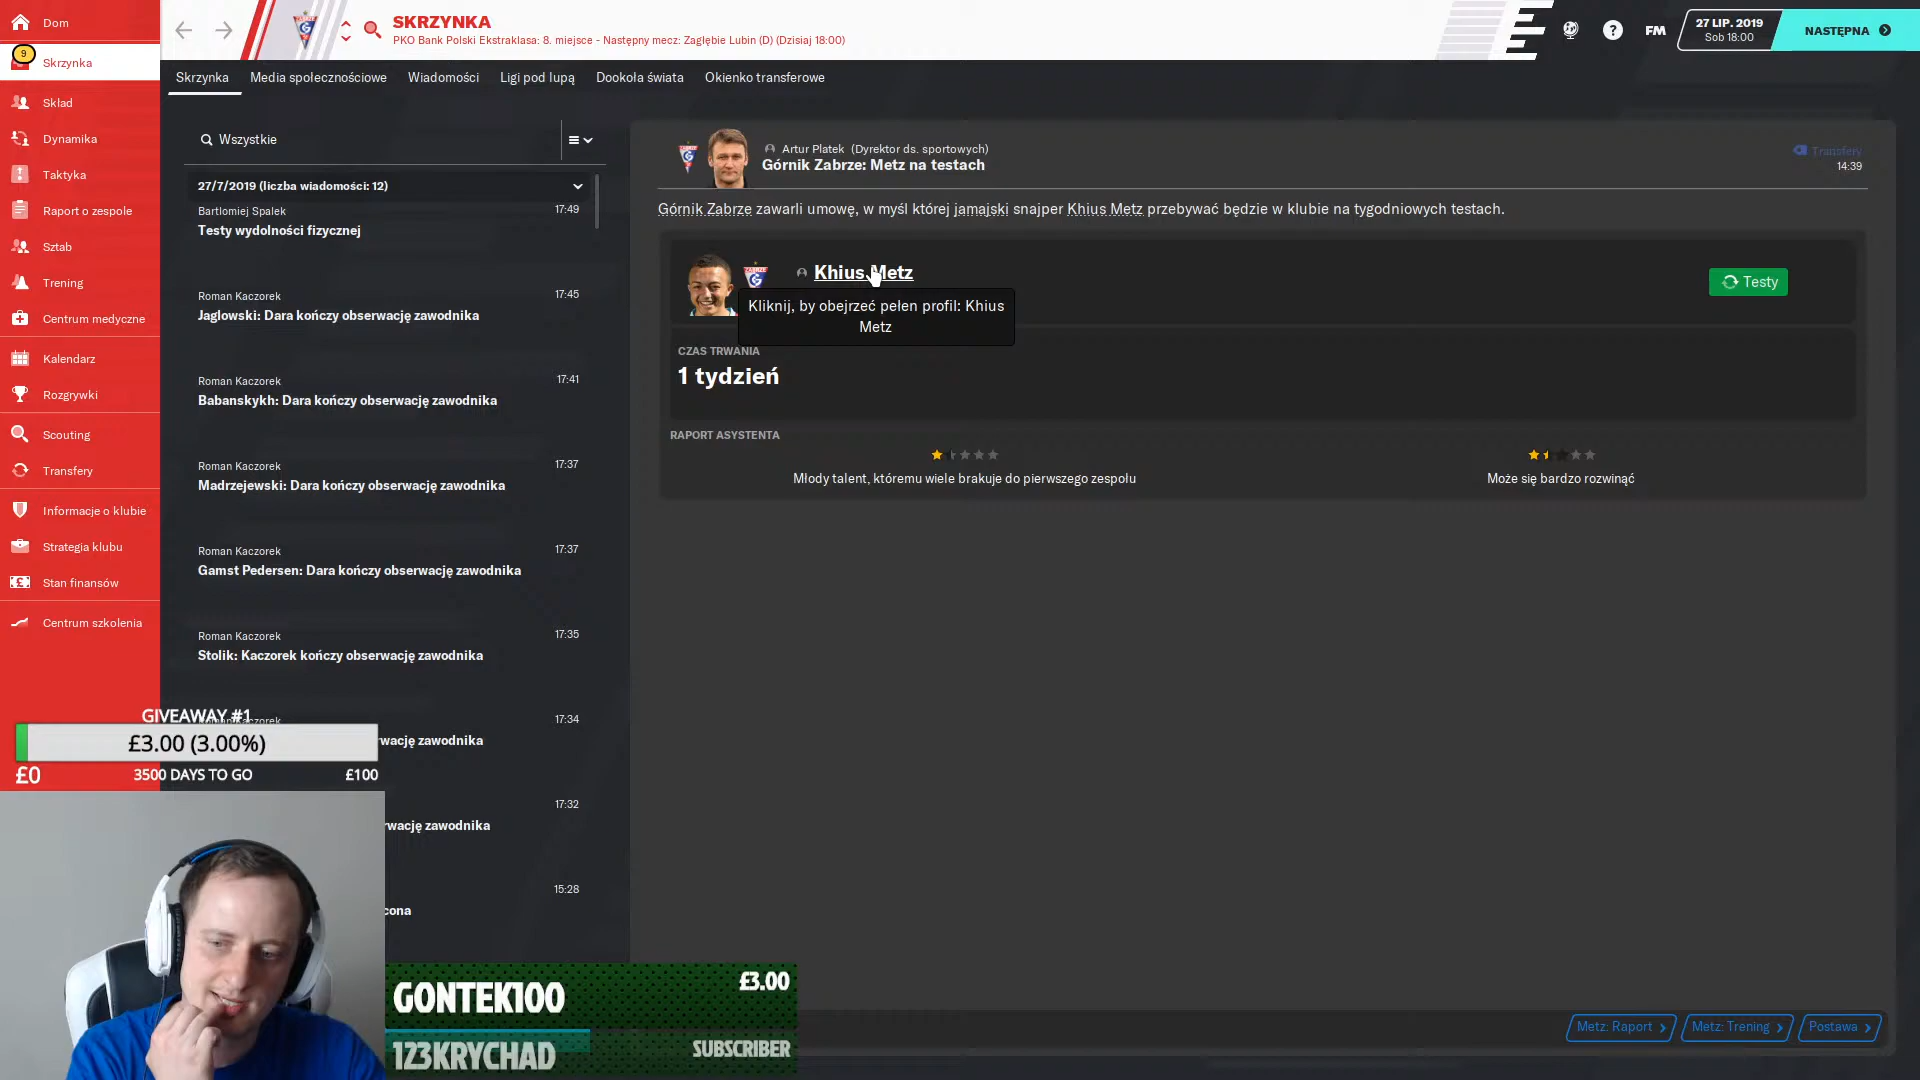 Dom
9
Skrzynka
Skład
Dynamika
Taktyka
Raport o zespole
Sztab
Trening
Centrum medyczne
Kalendarz
Rozgrywki
Scouting
Transfery
Informacje o klubie
Strategia klubu
Stan finansów
Centrum szkolenia
SKRZYNKA
PKO Bank Polski Ekstraklasa: 8. miejsce - Następny mecz: Zagłębie Lubin (D) (Dzisiaj 18:00)
?
FM
27 LIP. 2019
Sob 18:00
NASTĘPNA
Skrzynka
Media społecznościowe
Wiadomości
Ligi pod lupą
Dookoła świata
Okienko transferowe
Wszystkie
27/7/2019 (liczba wiadomości: 12)
Bartłomiej Spałek
17:49
Testy wydolności fizycznej
Roman Kaczorek
17:45
Jagłowski: Dara kończy obserwację zawodnika
Roman Kaczorek
17:41
Babanskykh: Dara kończy obserwację zawodnika
Roman Kaczorek
17:37
Madrzejewski: Dara kończy obserwację zawodnika
Roman Kaczorek
17:37
Gamst Pedersen: Dara kończy obserwację zawodnika
Roman Kaczorek
17:35
Stolik: Kaczorek kończy obserwację zawodnika
17:34
wację zawodnika
17:32
rwację zawodnika
15:28
cona
Artur Płatek (Dyrektor ds. sportowych)
Górnik Zabrze: Metz na testach
Transfery
14:39
Górnik Zabrze zawarli umowę, w myśl której jamajski snajper Khius Metz przebywać będzie w klubie na tygodniowych testach.
Khius Metz
Testy
Kliknij, by obejrzeć pełen profil: Khius
Metz
CZAS TRWANIA
1 tydzień
RAPORT ASYSTENTA
Młody talent, któremu wiele brakuje do pierwszego zespołu
Może się bardzo rozwinąć
Metz: Raport
Metz: Trening
Postawa
GIVEAWAY #1
£3.00 (3.00%)
£0
3500 DAYS TO GO
£100
GONTEK100
£3.00
123KRYCHAD
SUBSCRIBER